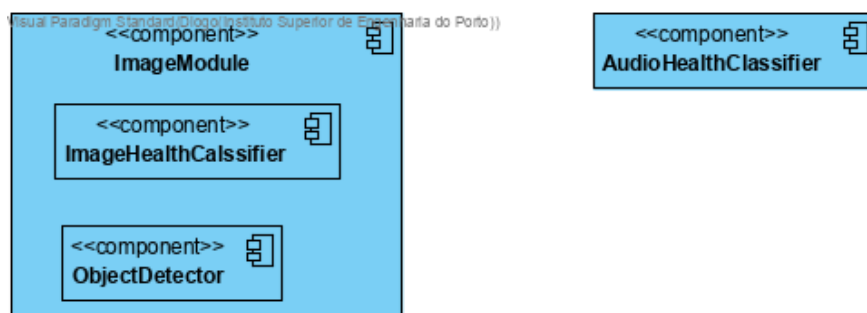 Visual Paradigm Standard(Diogo(Instituto Superior de Engenharia do Porto))
<<component>>
ImageModule
<<component>>
ImageHealthCalssifier
<<component>>
ObjectDetector
<<component>>
AudioHealthClassifier